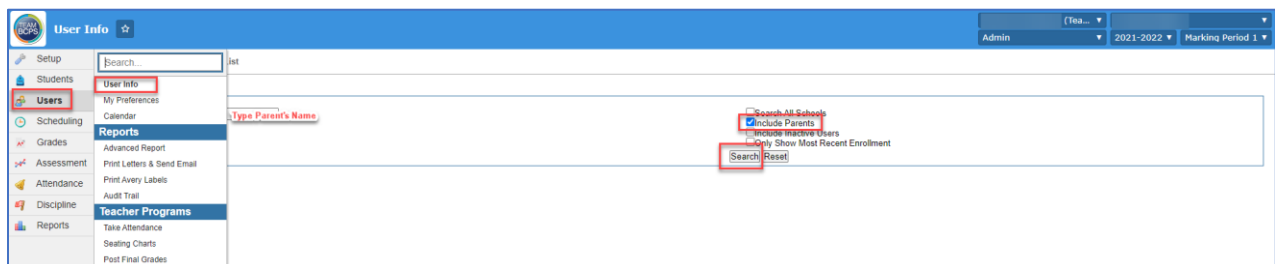 TEAM
BCPS
User Info
(Tea...
Admin
2021-2022
Marking Period 1
Setup
Students
Users
Scheduling
Grades
Assessment
Attendance
Discipline
Reports
Search...
User Info
My Preferences
Calendar
Reports
Advanced Report
Print Letters & Send Email
Print Avery Labels
Audit Trail
Teacher Programs
Take Attendance
Seating Charts
Post Final Grades
ist
Type Parent's Name
Search All Schools
Include Parents
Include Inactive Users
Only Show Most Recent Enrollment
Search Reset